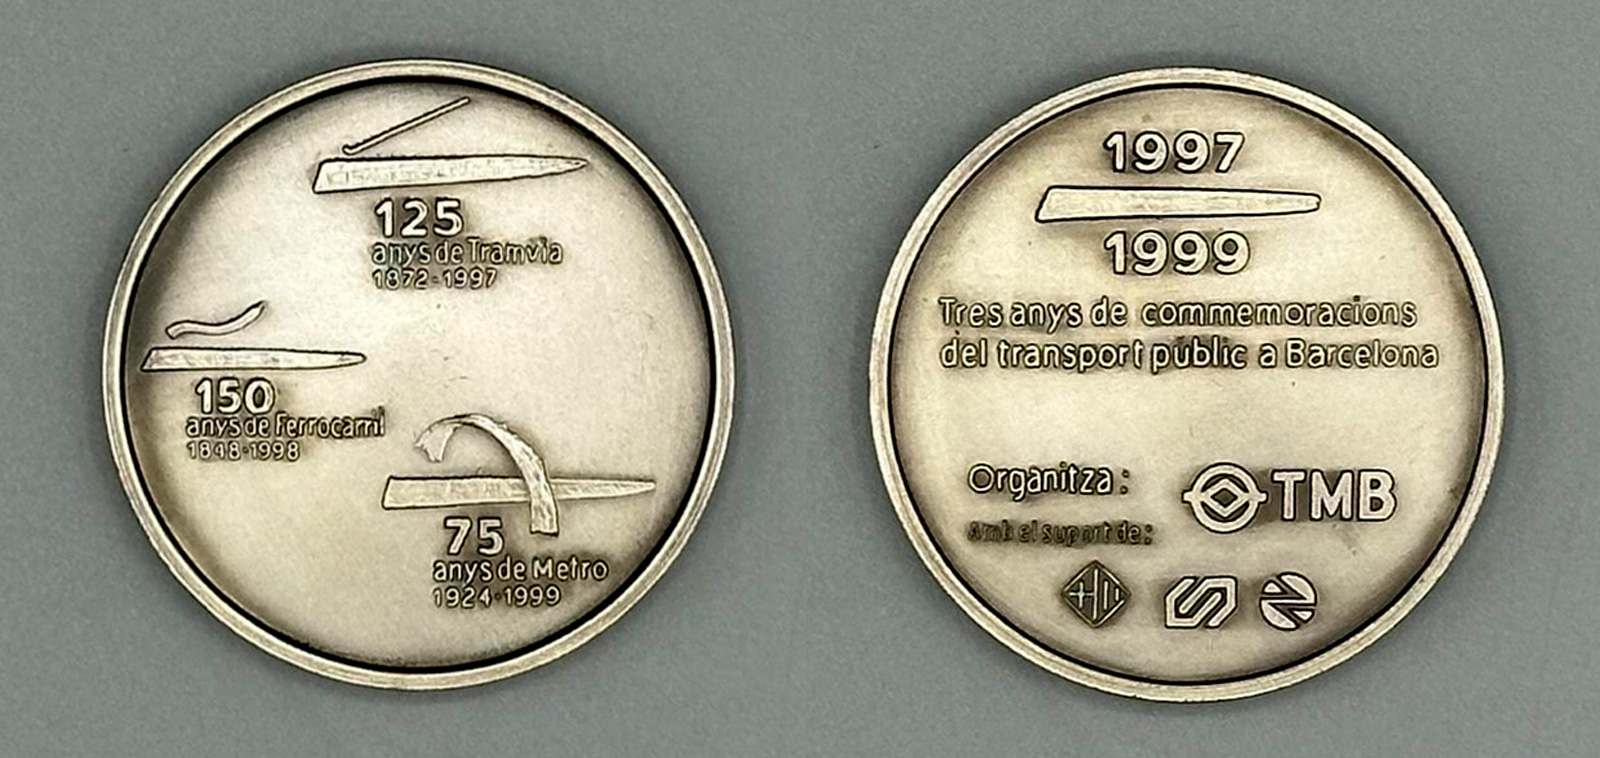 125
anys de Tramvia
1872-1997
150
anys de Ferrocarril
1848-1998
75
anys de Metro
1924-1999
1997
1999
Tres anys de commemoracions
del transport públic a Barcelona
Organitza:
TMB
Amb el suport de: